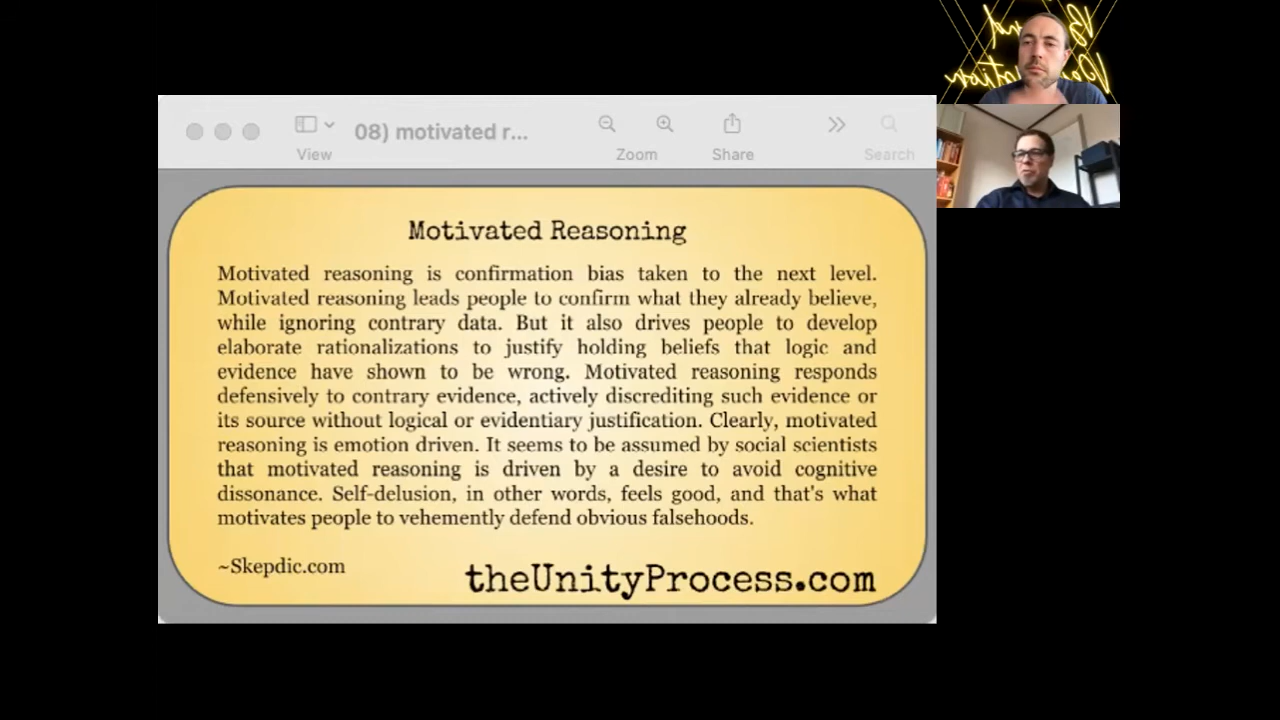 08) motivated r...
View
Zoom
Share
Search
Motivated Reasoning
Motivated reasoning is confirmation bias taken to the next level.
Motivated reasoning leads people to confirm what they already believe,
while ignoring contrary data. But it also drives people to develop
elaborate rationalizations to justify holding beliefs that logic and
evidence have shown to be wrong. Motivated reasoning responds
defensively to contrary evidence, actively discrediting such evidence or
its source without logical or evidentiary justification. Clearly, motivated
reasoning is emotion driven. It seems to be assumed by social scientists
that motivated reasoning is driven by a desire to avoid cognitive
dissonance. Self-delusion, in other words, feels good, and that's what
motivates people to vehemently defend obvious falsehoods.
~Skepdic.com
theUnityProcess.com